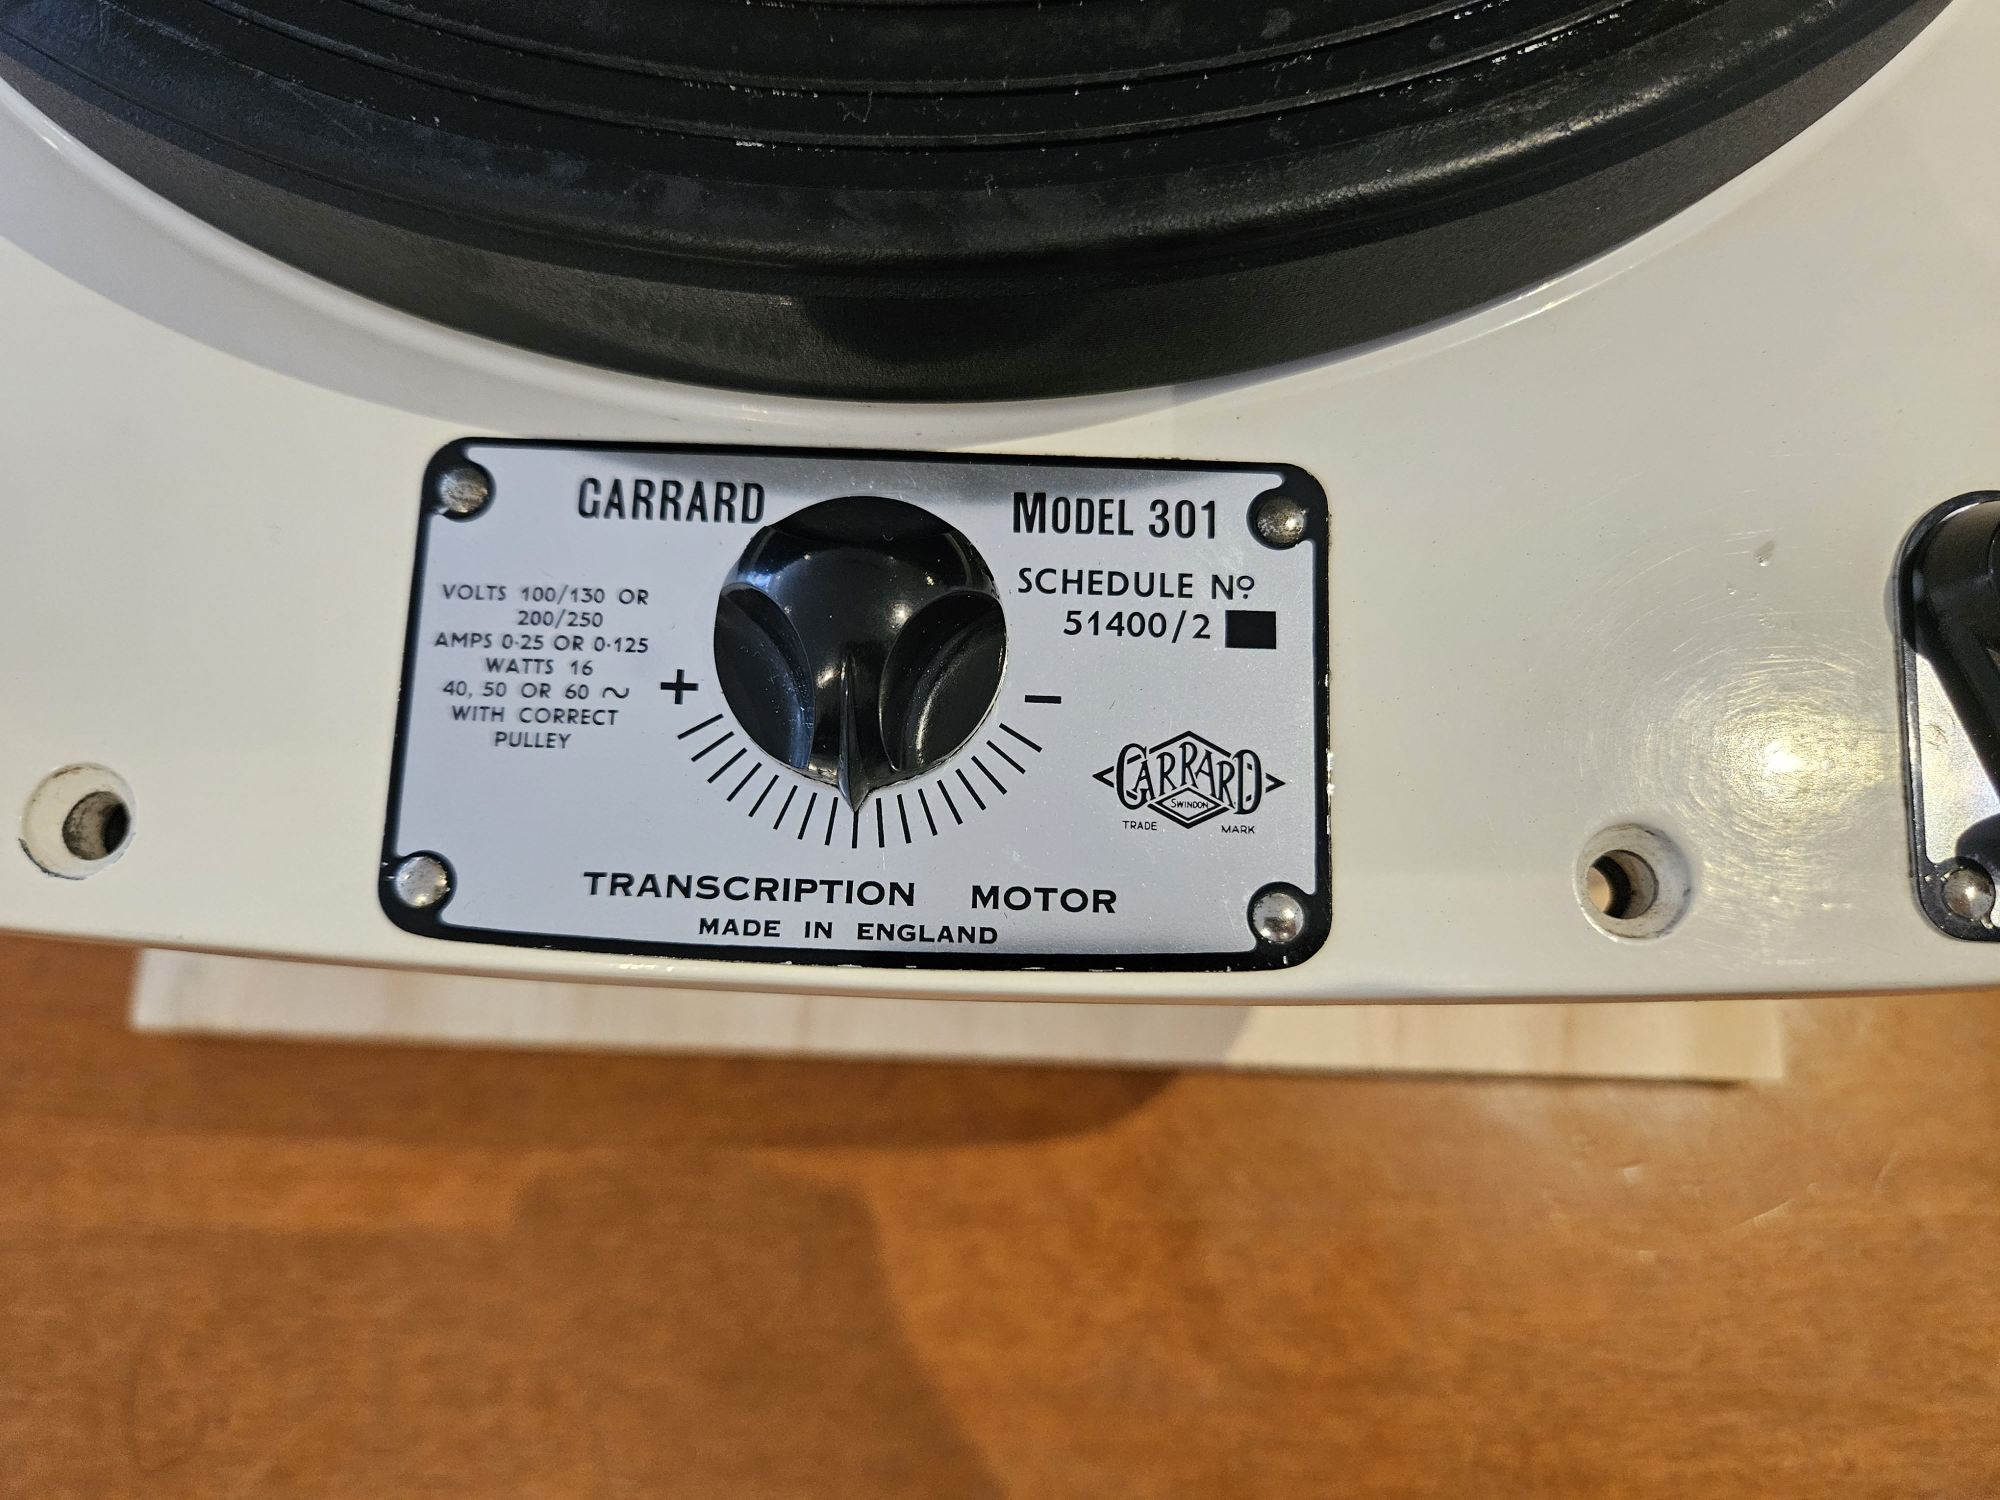 GARRARD
MODEL 301
SCHEDULE Nº
51400/2
VOLTS 100/130 OR
200/250
AMPS 0·25 OR 0·125
WATTS 16
40, 50 OR 60 ~
WITH CORRECT
PULLEY
+
−
GARRARD
SWINDON
TRADE MARK
TRANSCRIPTION MOTOR
MADE IN ENGLAND